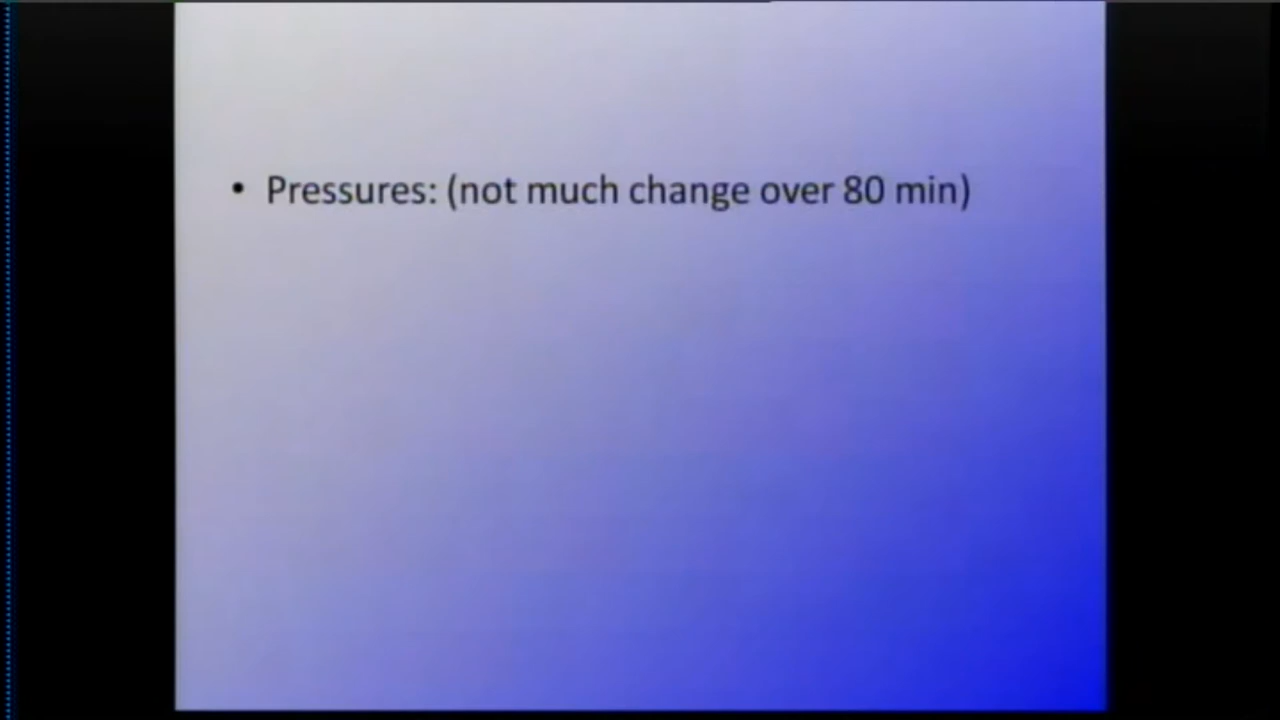 • Pressures: (not much change over 80 min)